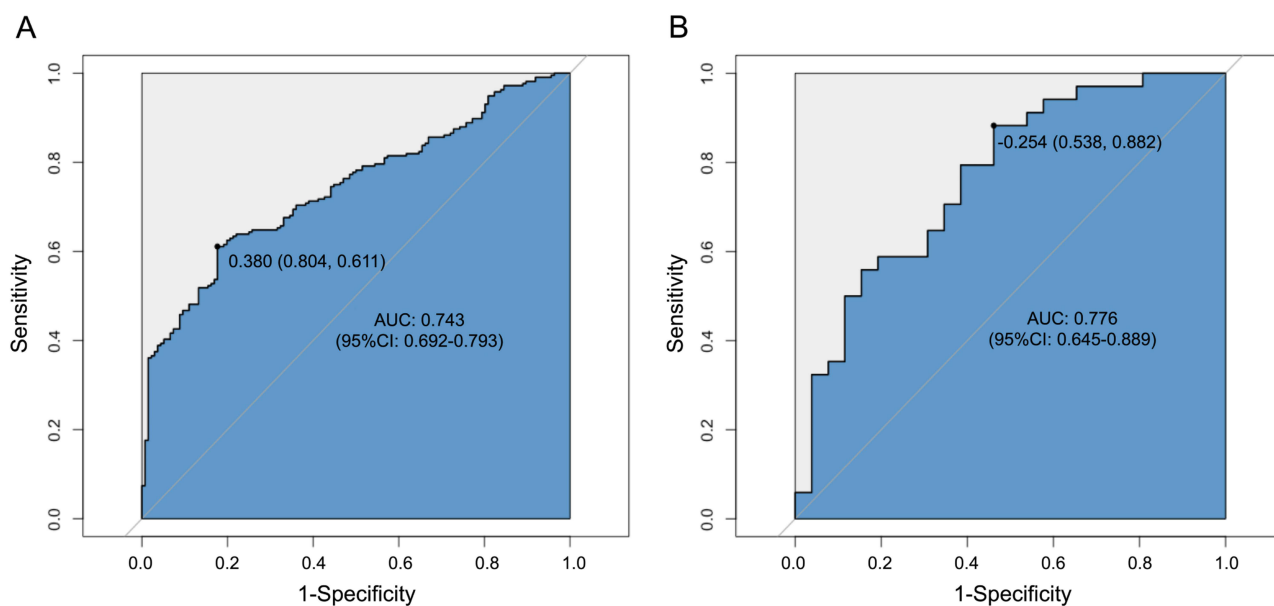 A
B
1.0
0.8
0.6
0.4
0.2
0.0
Sensitivity
0.380 (0.804, 0.611)
AUC: 0.743
(95%CI: 0.692-0.793)
0.0 0.2 0.4 0.6 0.8 1.0
1-Specificity
1.0
0.8
0.6
0.4
0.2
0.0
Sensitivity
-0.254 (0.538, 0.882)
AUC: 0.776
(95%CI: 0.645-0.889)
0.0 0.2 0.4 0.6 0.8 1.0
1-Specificity